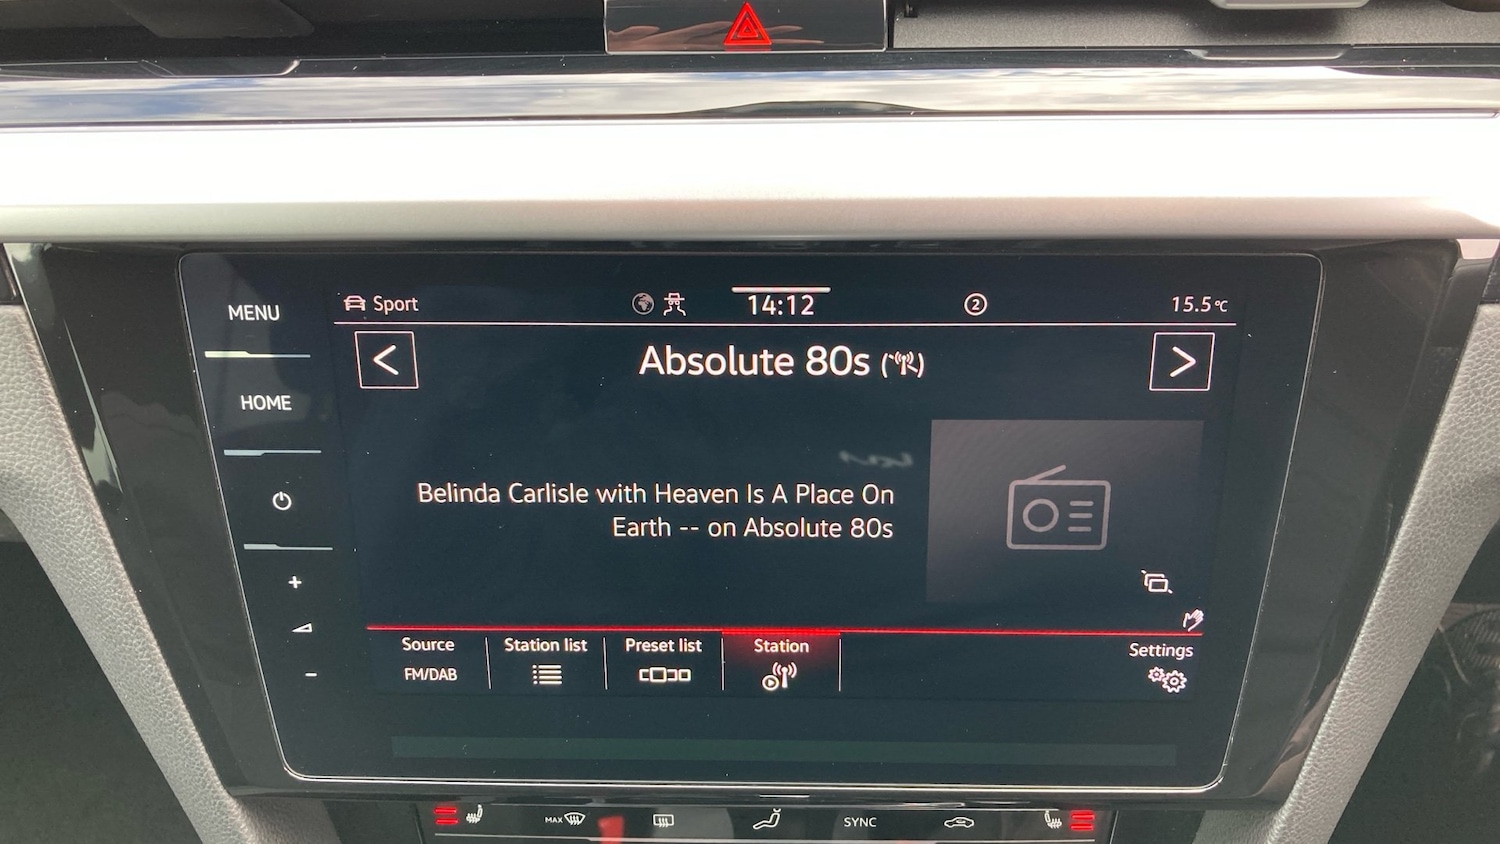 MENU
HOME
+
-
Sport
14:12
2
15.5°C
<
Absolute 80s
>
Belinda Carlisle with Heaven Is A Place On
Earth -- on Absolute 80s
Source
FM/DAB
Station list
Preset list
Station
Settings
MAX
SYNC